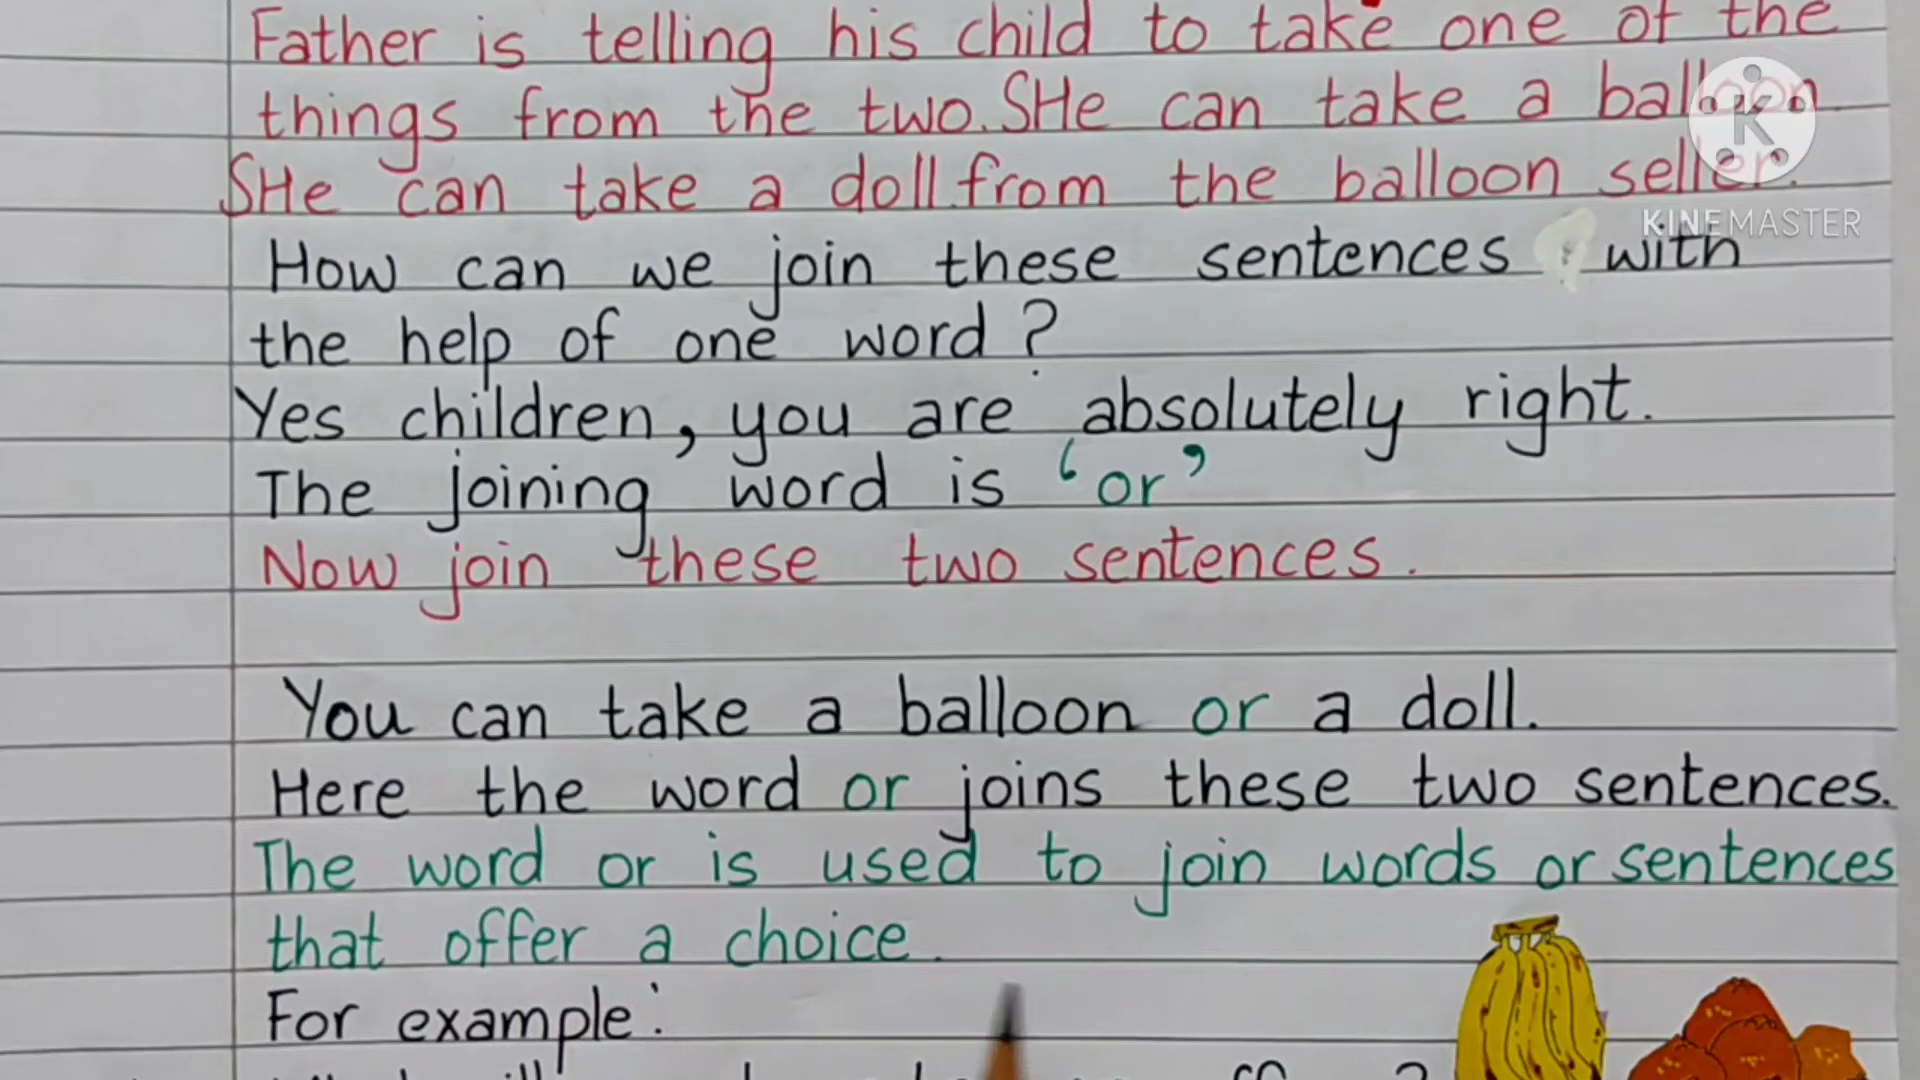 Father is telling his child to take one of the
things from the two. SHe can take a balloon
SHe can take a doll from the balloon seller.
KINEMASTER
How can we join these sentences with
the help of one word ?
Yes children, you are absolutely right.
The joining word is ‘or’
Now join these two sentences.
You can take a balloon or a doll.
Here the word or joins these two sentences.
The word or is used to join words or sentences
that offer a choice.
For example :